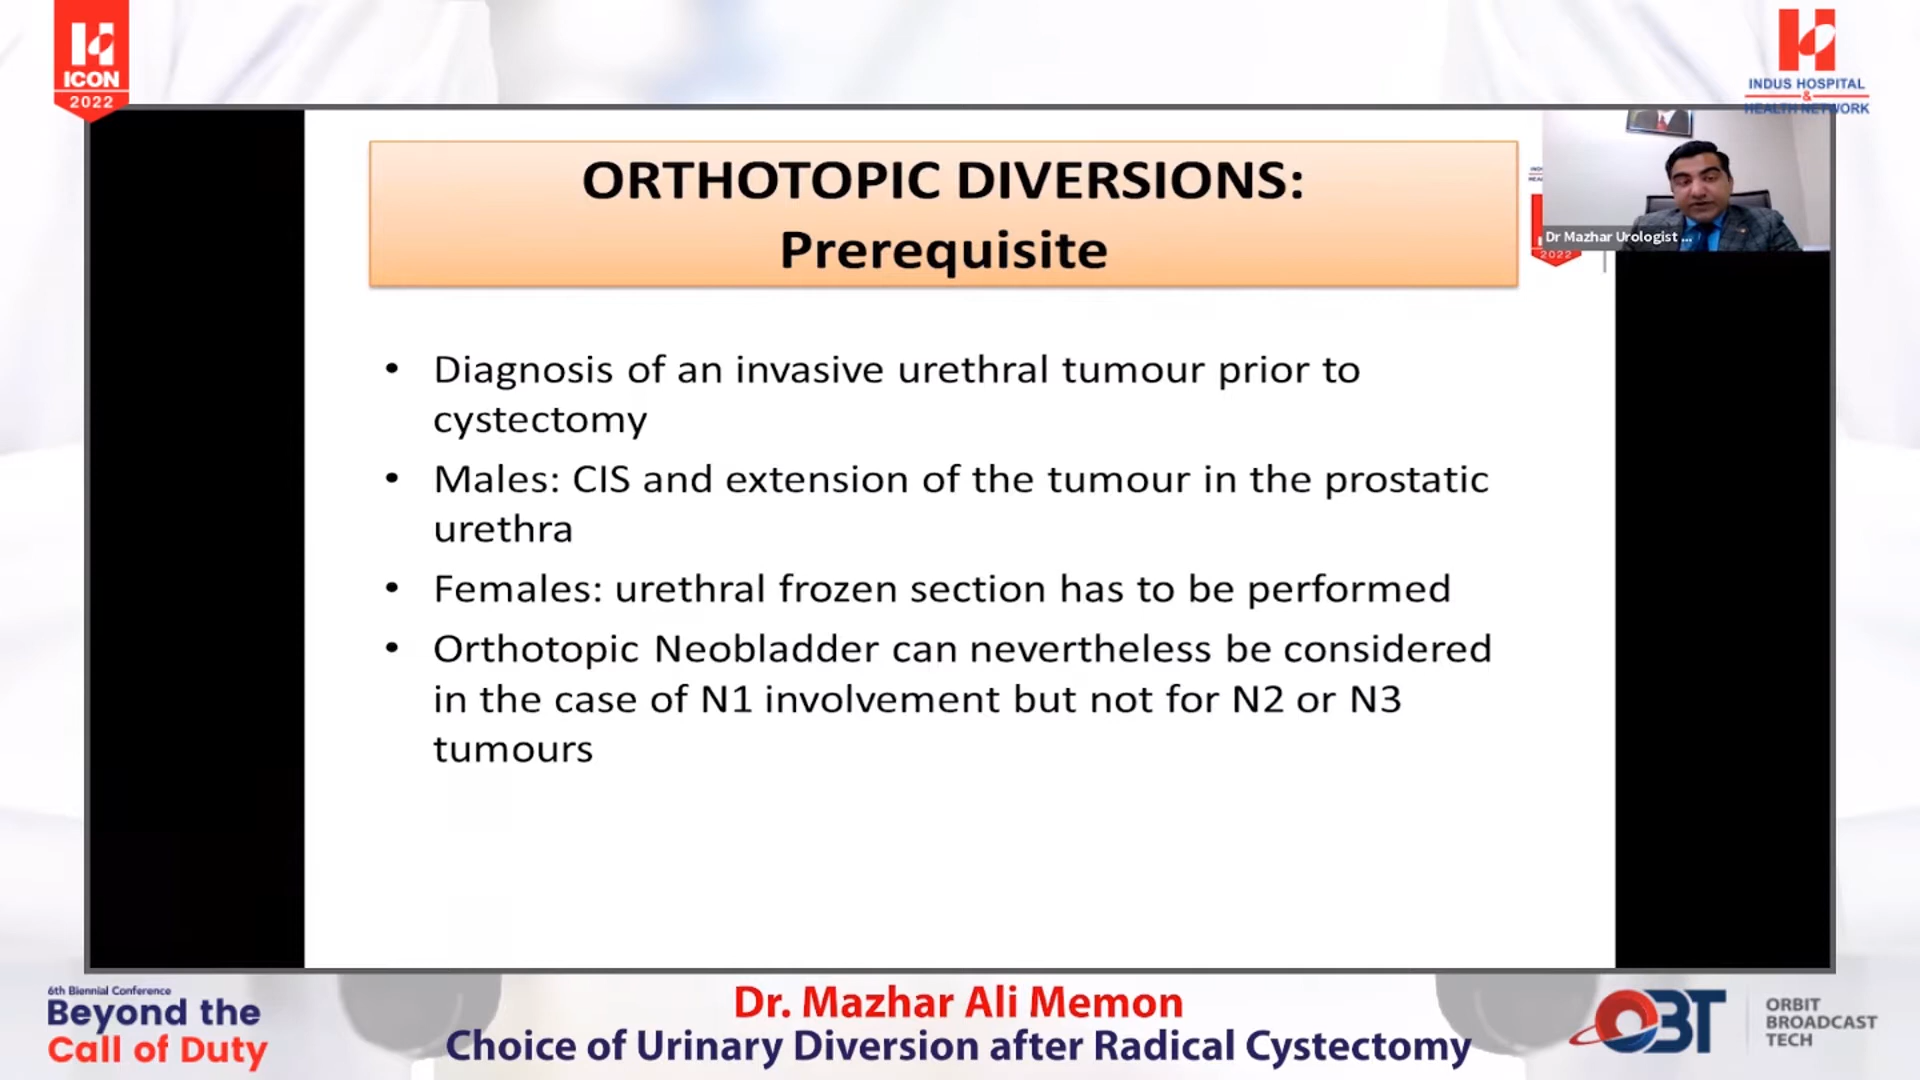 ICON
2022
INDUS HOSPITAL
&
HEALTH NETWORK
ORTHOTOPIC DIVERSIONS:
Prerequisite
Dr Mazhar Urologist ...
2022
• Diagnosis of an invasive urethral tumour prior to
cystectomy
• Males: CIS and extension of the tumour in the prostatic
urethra
• Females: urethral frozen section has to be performed
• Orthotopic Neobladder can nevertheless be considered
in the case of N1 involvement but not for N2 or N3
tumours
6th Biennial Conference
Beyond the
Call of Duty
Dr. Mazhar Ali Memon
Choice of Urinary Diversion after Radical Cystectomy
OBT
ORBIT
BROADCAST
TECH